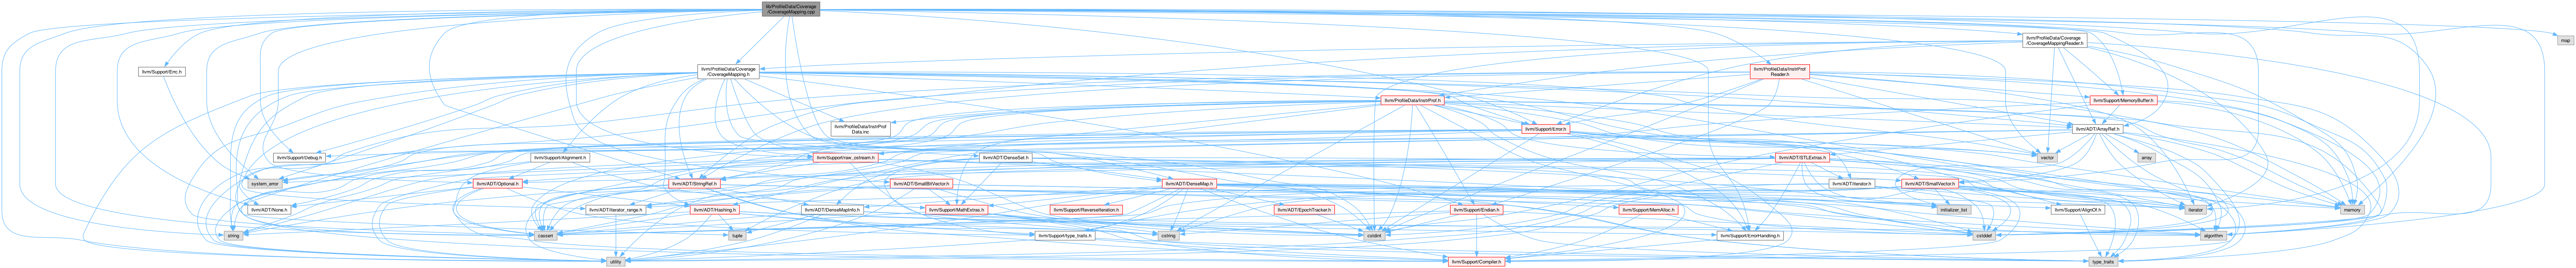 lib/ProfileData/Coverage
/CoverageMapping.cpp
llvm/ProfileData/Coverage
/CoverageMappingReader.h
map
llvm/Support/Errc.h
llvm/ProfileData/Coverage
/CoverageMapping.h
llvm/ProfileData/InstrProf
Reader.h
llvm/ProfileData/InstrProf.h
llvm/Support/MemoryBuffer.h
llvm/ProfileData/InstrProf
Data.inc
llvm/Support/Error.h
llvm/ADT/ArrayRef.h
llvm/Support/Debug.h
llvm/Support/Alignment.h
llvm/Support/raw_ostream.h
llvm/ADT/DenseSet.h
llvm/ADT/STLExtras.h
vector
array
system_error
llvm/ADT/Optional.h
llvm/ADT/StringRef.h
llvm/ADT/SmallBitVector.h
llvm/ADT/DenseMap.h
llvm/ADT/iterator.h
llvm/ADT/SmallVector.h
llvm/ADT/None.h
llvm/ADT/iterator_range.h
llvm/ADT/Hashing.h
llvm/ADT/DenseMapInfo.h
llvm/Support/MathExtras.h
llvm/Support/ReverseIteration.h
llvm/ADT/EpochTracker.h
llvm/Support/Endian.h
llvm/Support/MemAlloc.h
initializer_list
llvm/Support/AlignOf.h
iterator
memory
string
cassert
tuple
llvm/Support/type_traits.h
cstring
cstdint
llvm/Support/ErrorHandling.h
cstddef
algorithm
utility
llvm/Support/Compiler.h
type_traits